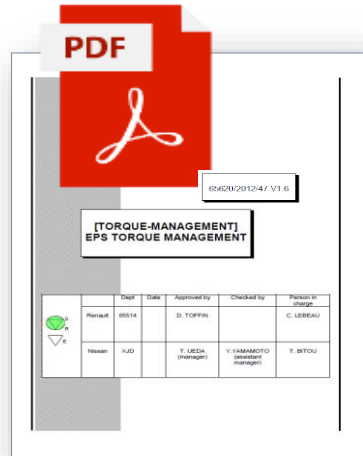 PDF
65620/2012/47 V1.6
[TORQUE-MANAGEMENT]
EPS TORQUE MANAGEMENT
Dept Date Approved by Checked by Person in charge
Renault 65514 D. TOFFIN C. LEBEAU
Nissan XJD T. UEDA (manager) Y.YAMAMOTO (assistant manager) T. BITOU
R
E